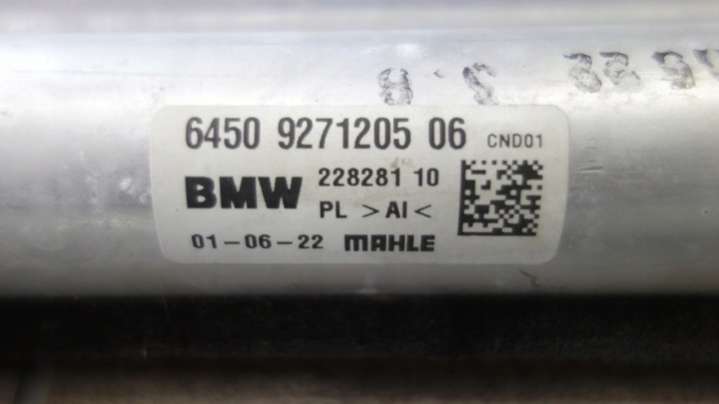 6450 9271205 06 CND01
BMW 228281 10
PL >Al<
01-06-22 MAHLE